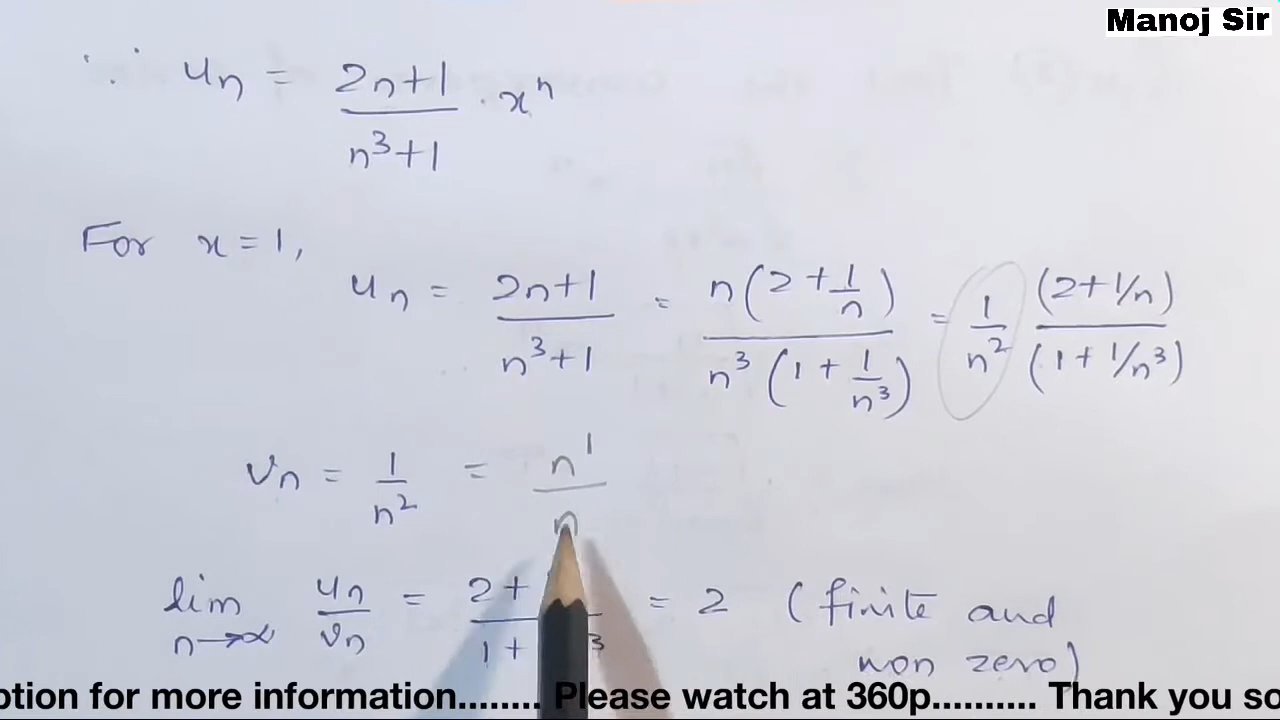 Manoj Sir
∵ un = 2n+1 / n³+1 · xⁿ
For x = 1,
un = 2n+1 / n³+1 = n(2 + 1/n) / n³(1 + 1/n³) = 1/n² (2+1/n) / (1+1/n³)
vn = 1/n² = n¹ / n
lim n→∞ un/vn = 2+ / 1+ 3 = 2 (finite and
non zero)
ption for more information........ Please watch at 360p.......... Thank you so